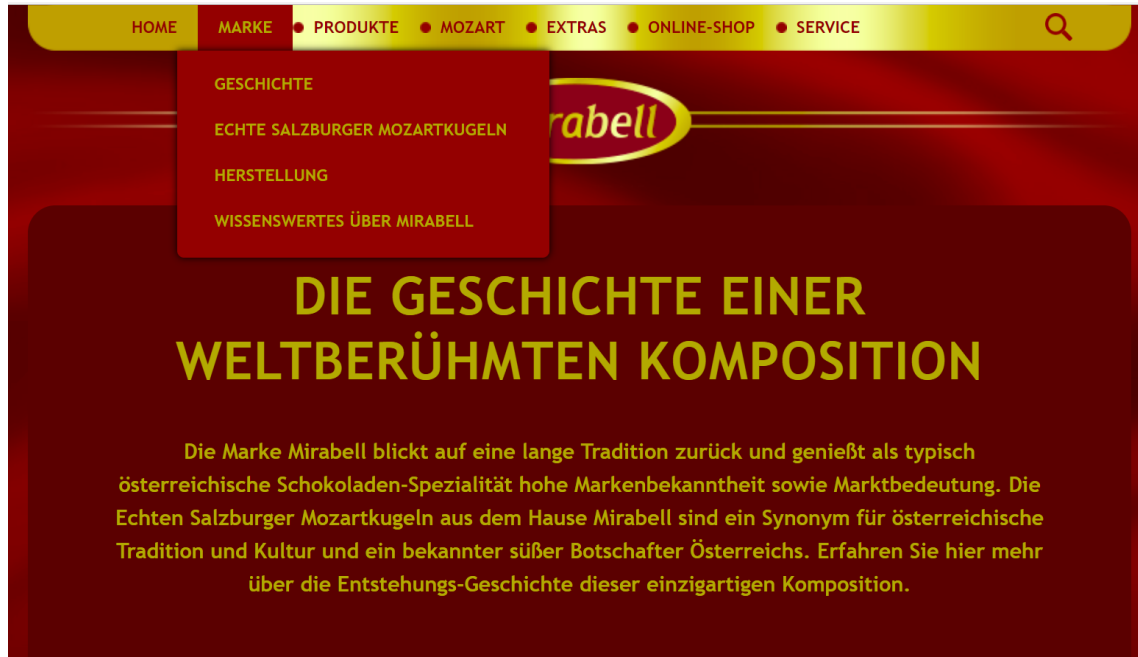 HOME MARKE PRODUKTE MOZART EXTRAS ONLINE-SHOP SERVICE
GESCHICHTE
ECHTE SALZBURGER MOZARTKUGELN
HERSTELLUNG
WISSENSWERTES ÜBER MIRABELL
rabell
DIE GESCHICHTE EINER
WELTBERÜHMTEN KOMPOSITION
Die Marke Mirabell blickt auf eine lange Tradition zurück und genießt als typisch
österreichische Schokoladen-Spezialität hohe Markenbekanntheit sowie Marktbedeutung. Die
Echten Salzburger Mozartkugeln aus dem Hause Mirabell sind ein Synonym für österreichische
Tradition und Kultur und ein bekannter süßer Botschafter Österreichs. Erfahren Sie hier mehr
über die Entstehungs-Geschichte dieser einzigartigen Komposition.